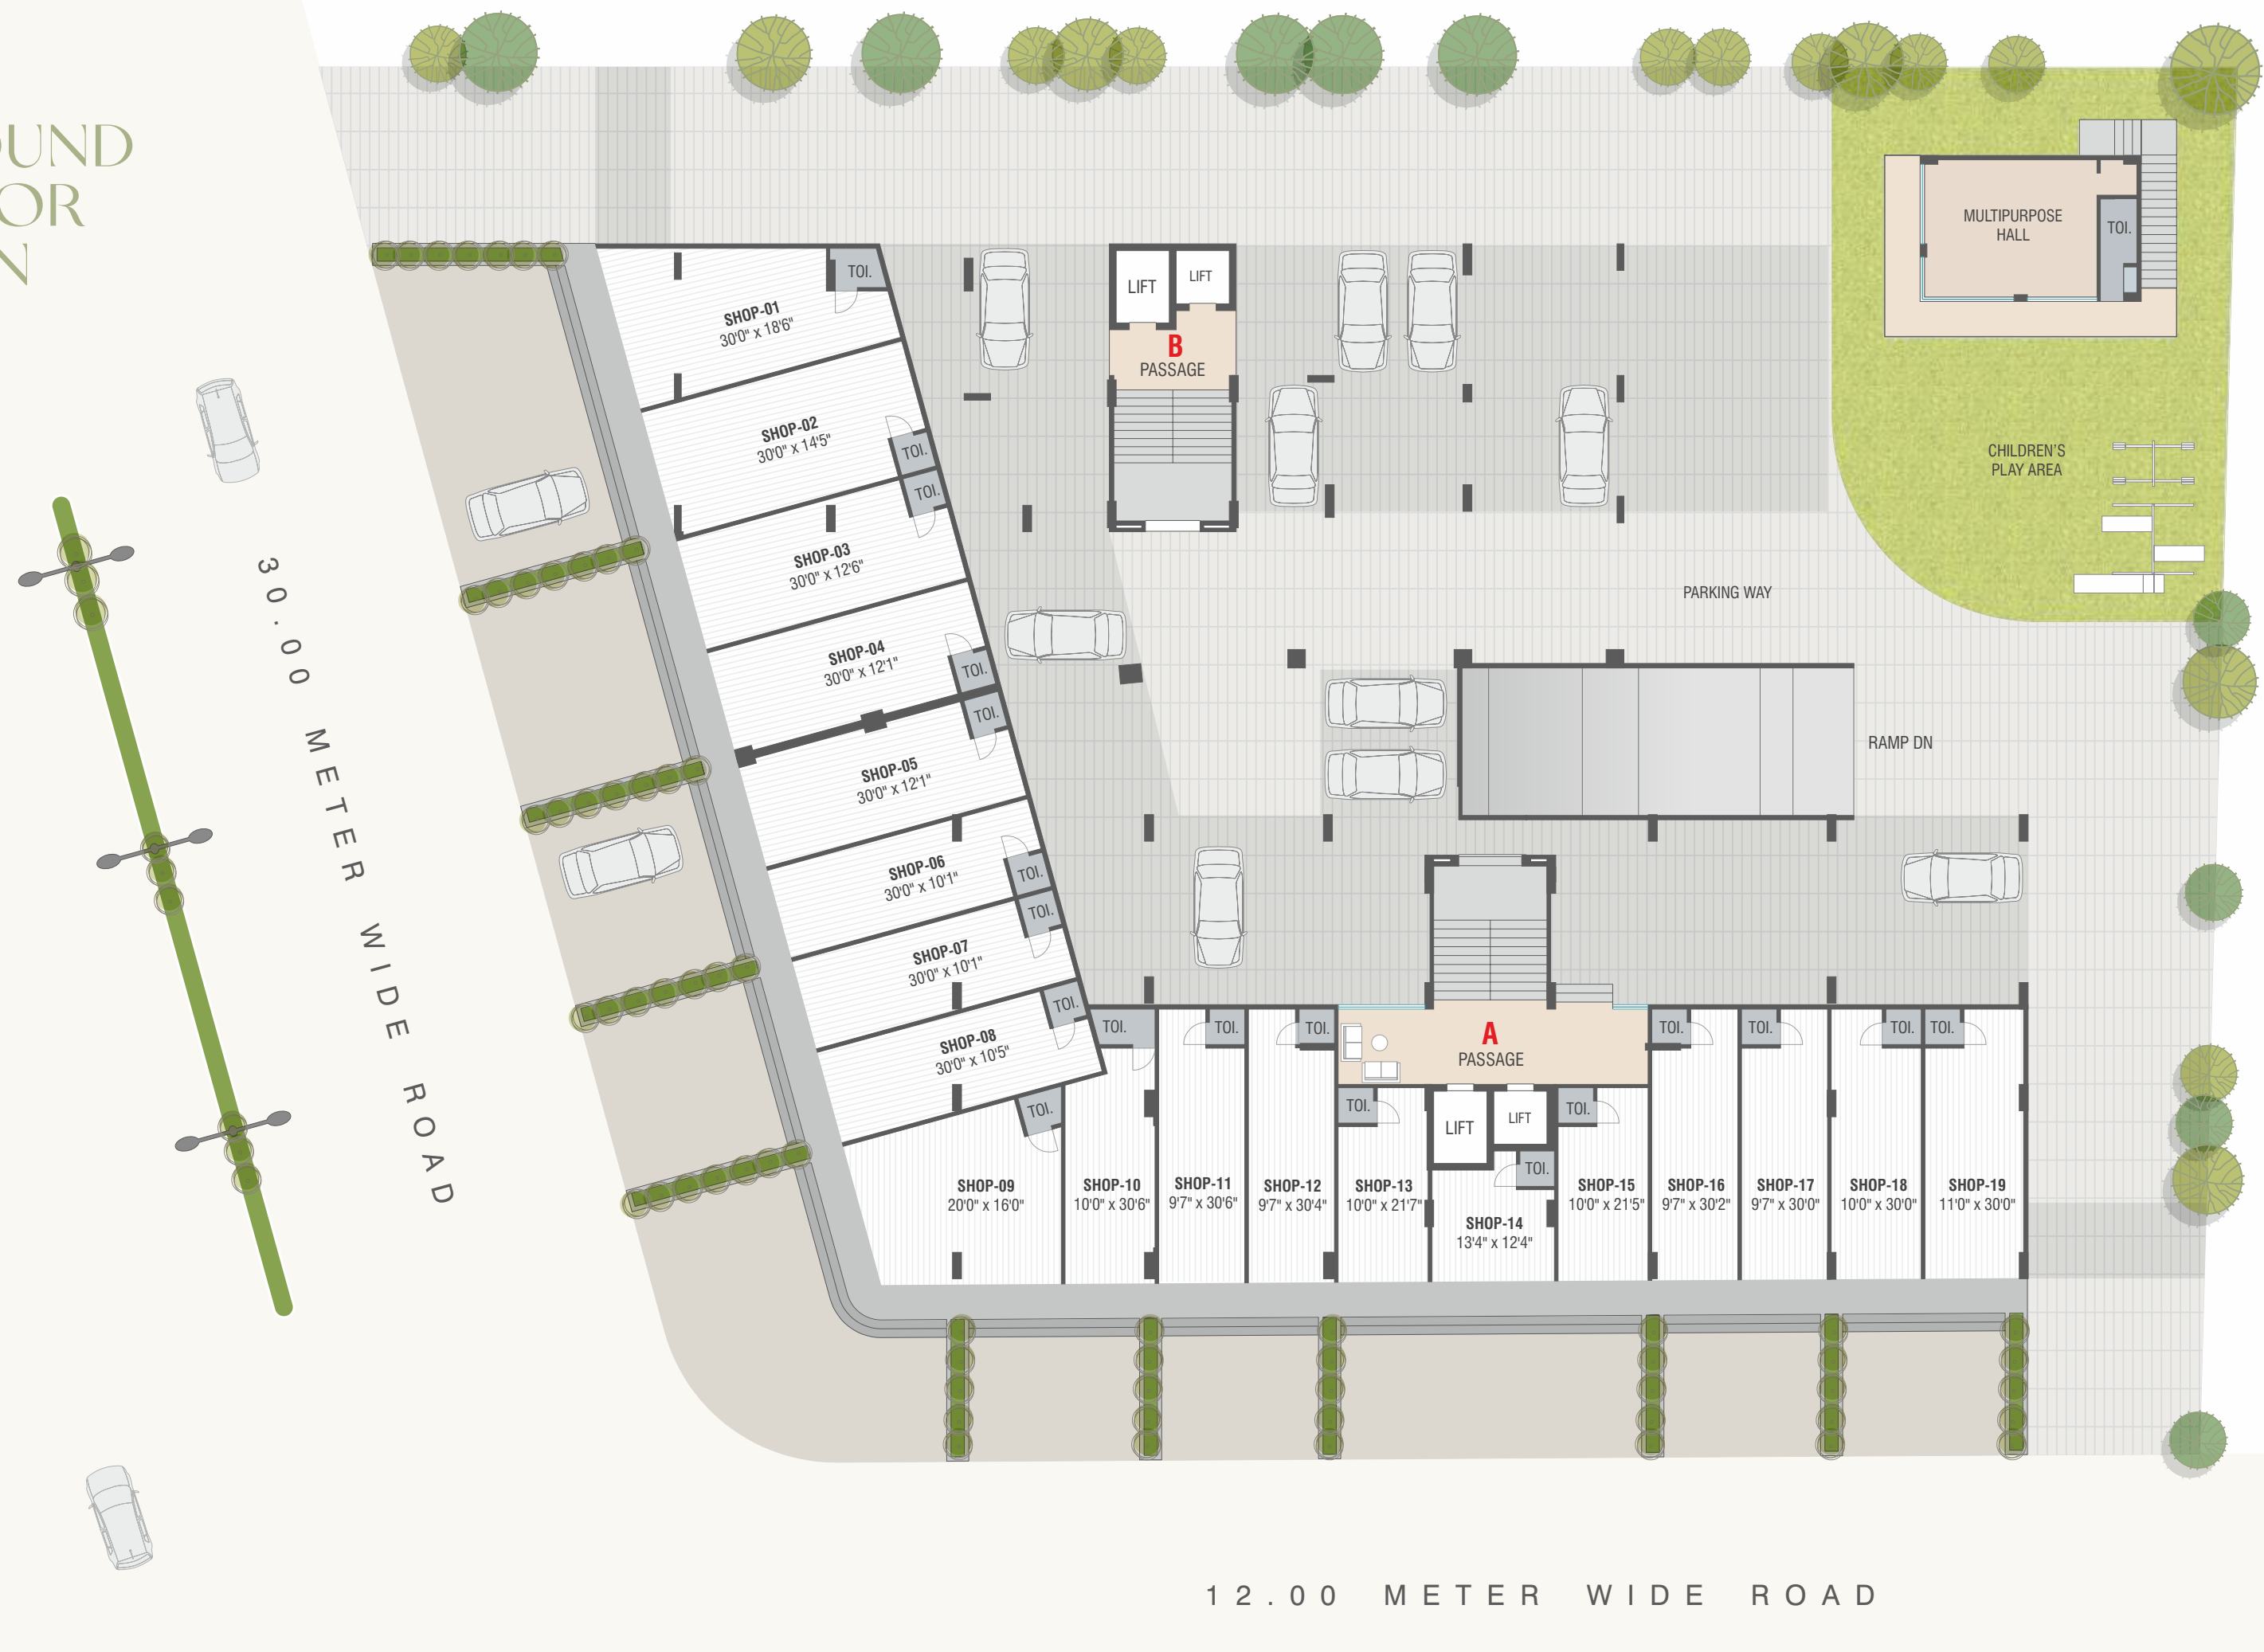 OUND
OOR
N
30.00 METER WIDE ROAD
SHOP-01
30'0" x 18'6"
TOI.
SHOP-02
30'0" x 14'5"
TOI.
TOI.
SHOP-03
30'0" x 12'6"
SHOP-04
30'0" x 12'1"
TOI.
TOI.
SHOP-05
30'0" x 12'1"
SHOP-06
30'0" x 10'1"
TOI.
TOI.
SHOP-07
30'0" x 10'1"
TOI.
SHOP-08
30'0" x 10'5"
LIFT
LIFT
B
PASSAGE
MULTIPURPOSE
HALL
TOI.
CHILDREN'S
PLAY AREA
PARKING WAY
RAMP DN
TOI.
TOI.
TOI.
TOI.
A
PASSAGE
TOI.
TOI.
TOI.
TOI.
TOI.
LIFT
LIFT
TOI.
TOI.
SHOP-09
20'0" x 16'0"
SHOP-10
10'0" x 30'6"
SHOP-11
9'7" x 30'6"
SHOP-12
9'7" x 30'4"
SHOP-13
10'0" x 21'7"
SHOP-14
13'4" x 12'4"
SHOP-15
10'0" x 21'5"
SHOP-16
9'7" x 30'2"
SHOP-17
9'7" x 30'0"
SHOP-18
10'0" x 30'0"
SHOP-19
11'0" x 30'0"
12.00 METER WIDE ROAD